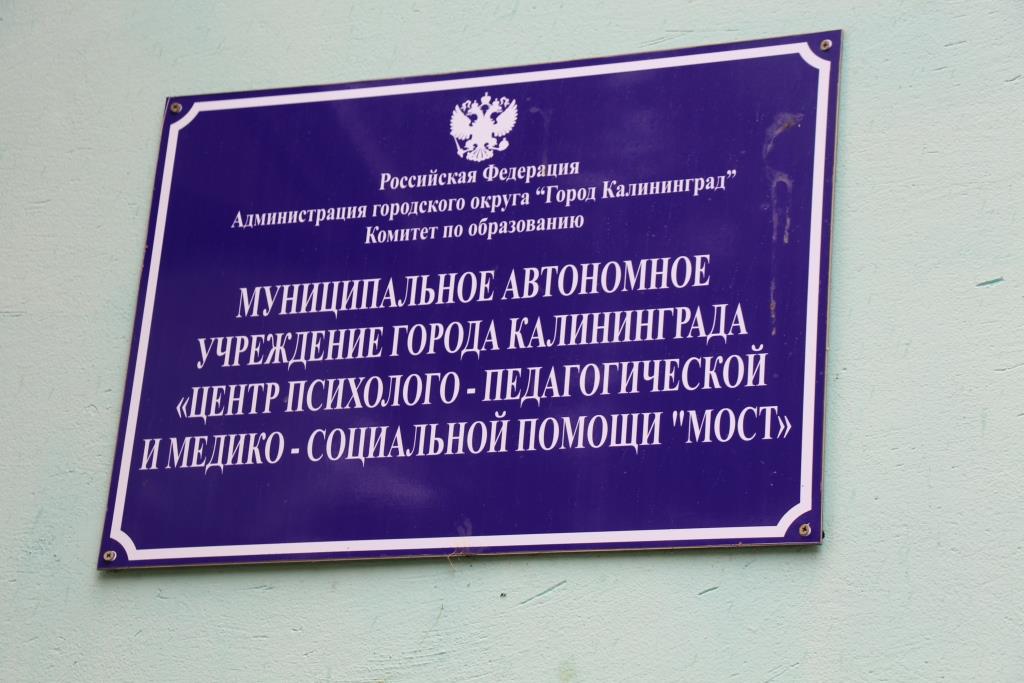 Российская Федерация
Администрация городского округа “Город Калининград”
Комитет по образованию
МУНИЦИПАЛЬНОЕ АВТОНОМНОЕ
УЧРЕЖДЕНИЕ ГОРОДА КАЛИНИНГРАДА
«ЦЕНТР ПСИХОЛОГО - ПЕДАГОГИЧЕСКОЙ
И МЕДИКО - СОЦИАЛЬНОЙ ПОМОЩИ "МОСТ»